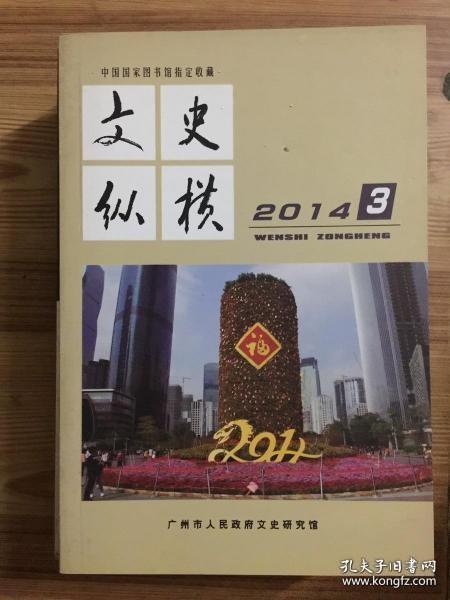 中国国家图书馆指定收藏
文史
纵横
2014 3
WENSHI ZONGHENG
福
2014
广州市人民政府文史研究馆
孔夫子旧书网
www.kongfz.com